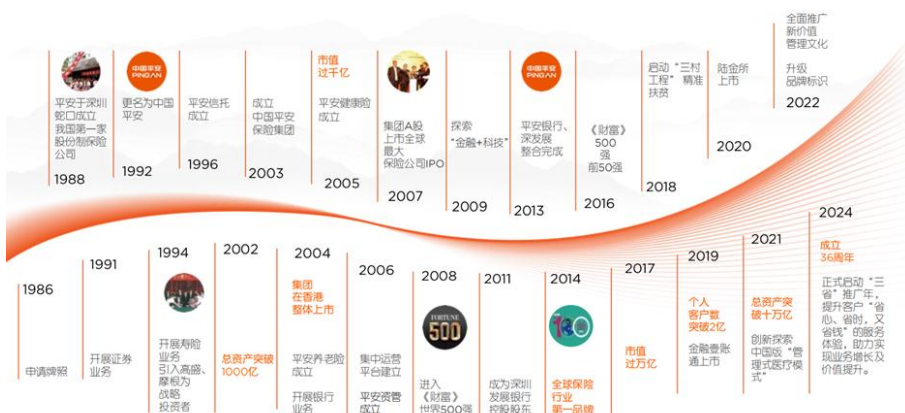 平安于深圳
蛇口成立
我国第一家
股份制保险
公司
1988
中国平安
PINGAN
更名为中国
平安
1992
平安信托
成立
1996
成立
中国平安
保险集团
2003
市值
过千亿
平安健康险
成立
2005
集团A股
上市全球
最大
保险公司IPO
2007
探索
“金融+科技”
2009
中国平安
PINGAN
平安银行、
深发展
整合完成
2013
《财富》
500
强
前50强
2016
启动“三村
工程”精准
扶贫
2018
陆金所
上市
2020
全面推广
新价值
管理文化
升级
品牌标识
2022
1986
申请牌照
1991
开展证券
业务
1994
开展寿险
业务
引入高盛、
摩根为
战略
投资者
2002
总资产突破
1000亿
2004
集团
在香港
整体上市
平安养老险
成立
开展银行
业务
2006
集中运营
平台建立
平安资管
成立
2008
FORTUNE
500
进入
《财富》
世界500强
2011
成为深圳
发展银行
控股股东
2014
全球保险
行业
第一品牌
2017
市值
过万亿
2019
个人
客户数
突破2亿
金融壹账
通上市
2021
总资产突
破十万亿
创新探索
中国版“管
理式医疗模
式”
2024
成立
36周年
正式启动“三
省”推广年，
提升客户“省
心、省时，又
省钱”的服务
体验，助力实
现业务增长及
价值提升。